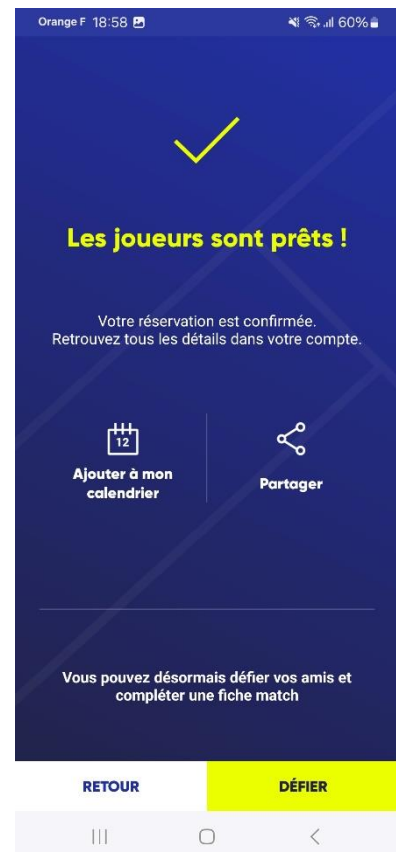 Orange F 18:58 60%
Les joueurs sont prêts !
Votre réservation est confirmée.
Retrouvez tous les détails dans votre compte.
12
Ajouter à mon
calendrier
Partager
Vous pouvez désormais défier vos amis et
compléter une fiche match
RETOUR DÉFIER